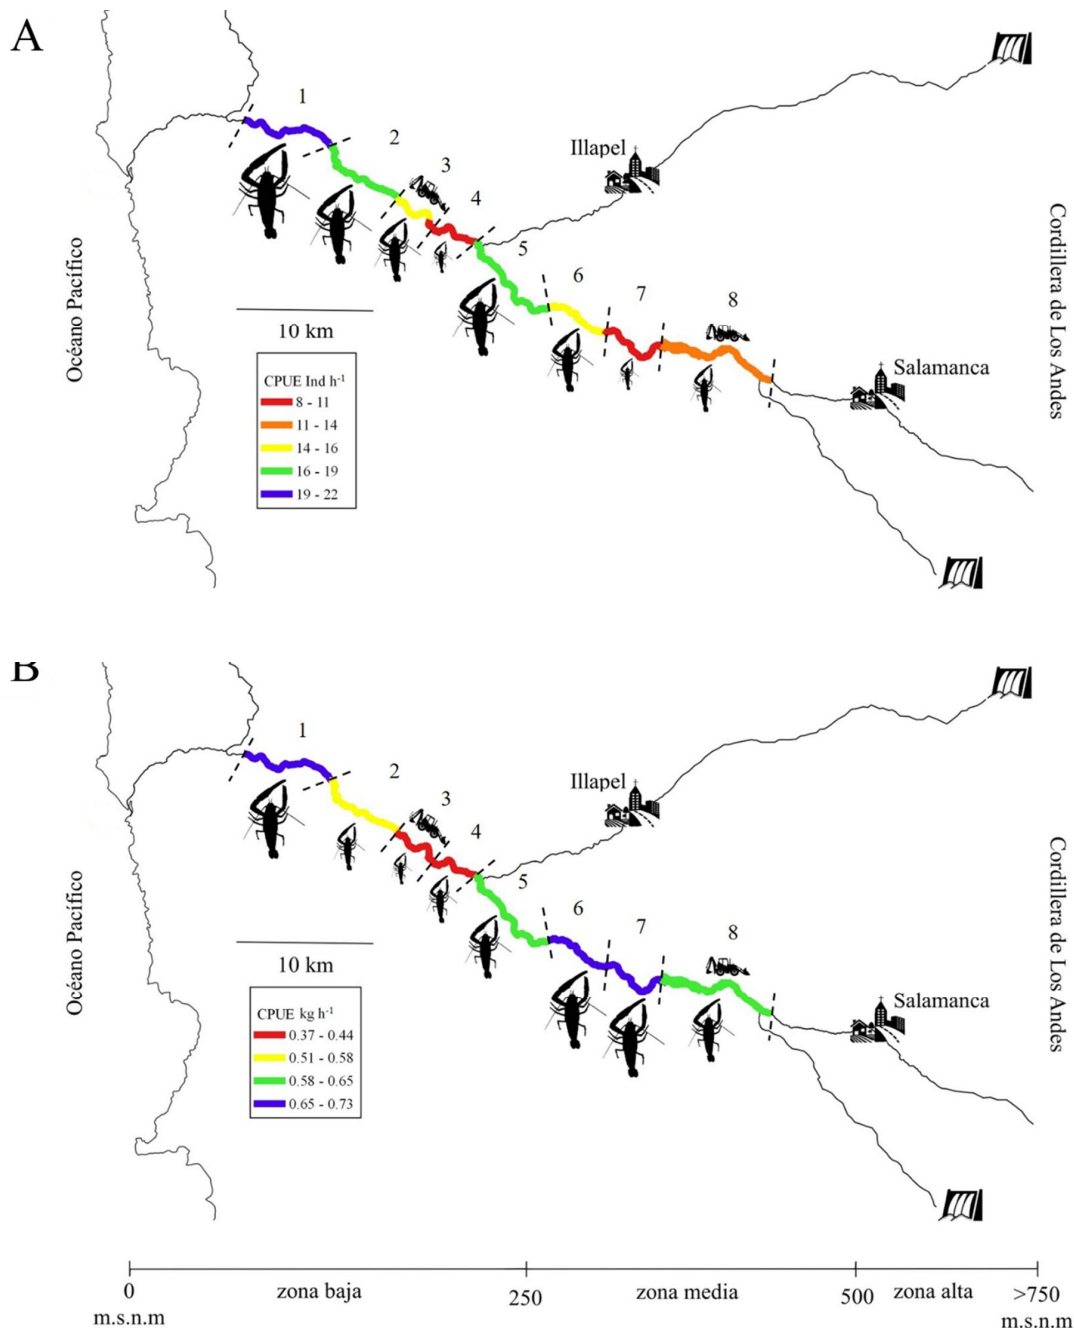 A
1
2
3
4
5
6
7
8
Illapel
Salamanca
Océano Pacífico
Cordillera de Los Andes
10 km
CPUE Ind h⁻¹
8 - 11
11 - 14
14 - 16
16 - 19
19 - 22
B
1
2
3
4
5
6
7
8
Illapel
Salamanca
Océano Pacífico
Cordillera de Los Andes
10 km
CPUE kg h⁻¹
0.37 - 0.44
0.51 - 0.58
0.58 - 0.65
0.65 - 0.73
0 zona baja 250 zona media 500 zona alta >750
m.s.n.m m.s.n.m